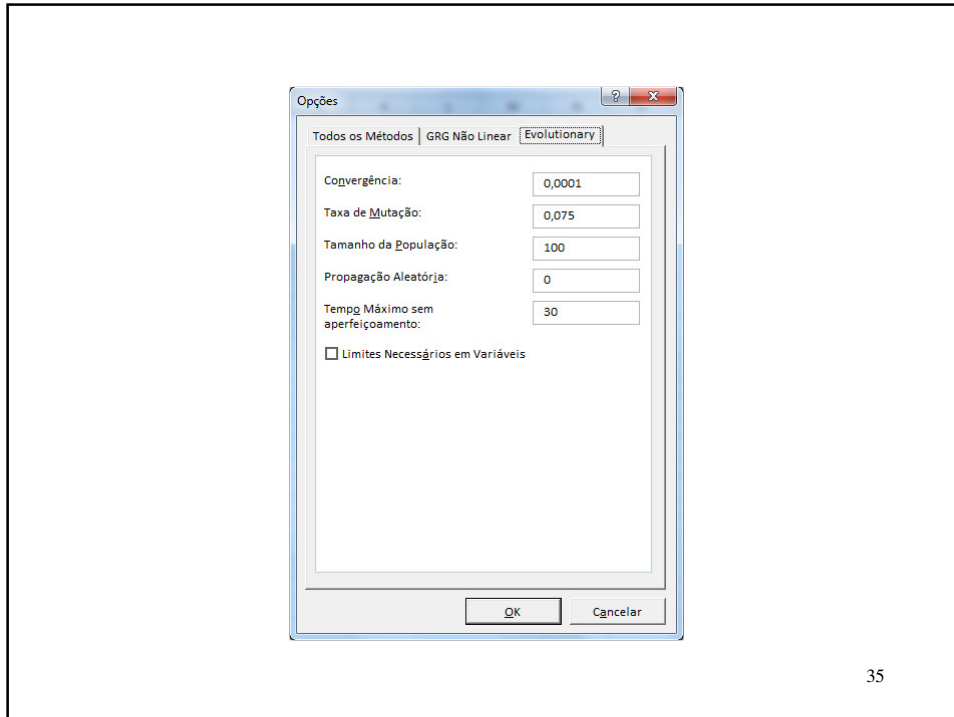 Opções
Todos os Métodos GRG Não Linear Evolutionary
Convergência: 0,0001
Taxa de Mutação: 0,075
Tamanho da População: 100
Propagação Aleatória: 0
Tempo Máximo sem
aperfeiçoamento: 30
Limites Necessários em Variáveis
OK Cancelar
35